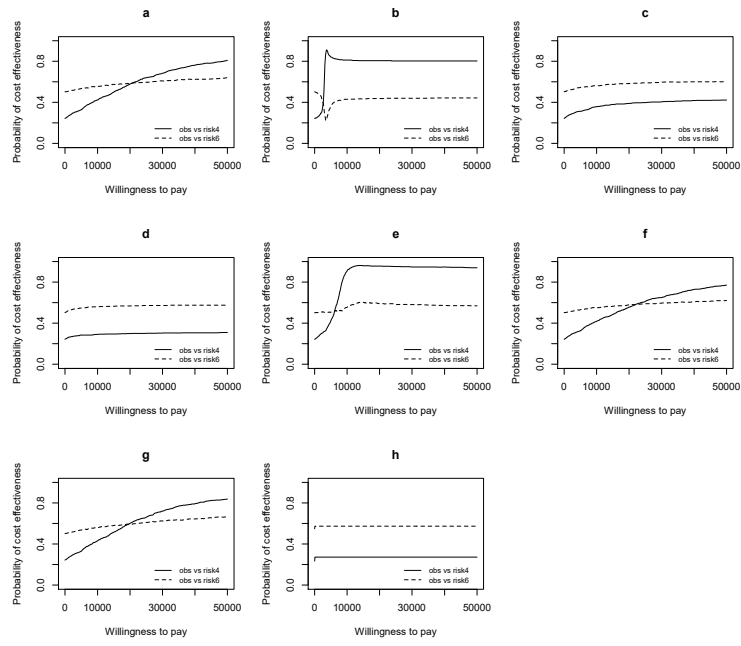 a
Probability of cost effectiveness
0.0 0.4 0.8
obs vs risk4
obs vs risk6
0 10000 30000 50000
Willingness to pay
b
Probability of cost effectiveness
0.0 0.4 0.8
obs vs risk4
obs vs risk6
0 10000 30000 50000
Willingness to pay
c
Probability of cost effectiveness
0.0 0.4 0.8
obs vs risk4
obs vs risk6
0 10000 30000 50000
Willingness to pay
d
Probability of cost effectiveness
0.0 0.4 0.8
obs vs risk4
obs vs risk6
0 10000 30000 50000
Willingness to pay
e
Probability of cost effectiveness
0.0 0.4 0.8
obs vs risk4
obs vs risk6
0 10000 30000 50000
Willingness to pay
f
Probability of cost effectiveness
0.0 0.4 0.8
obs vs risk4
obs vs risk6
0 10000 30000 50000
Willingness to pay
g
Probability of cost effectiveness
0.0 0.4 0.8
obs vs risk4
obs vs risk6
0 10000 30000 50000
Willingness to pay
h
Probability of cost effectiveness
0.0 0.4 0.8
obs vs risk4
obs vs risk6
0 10000 30000 50000
Willingness to pay